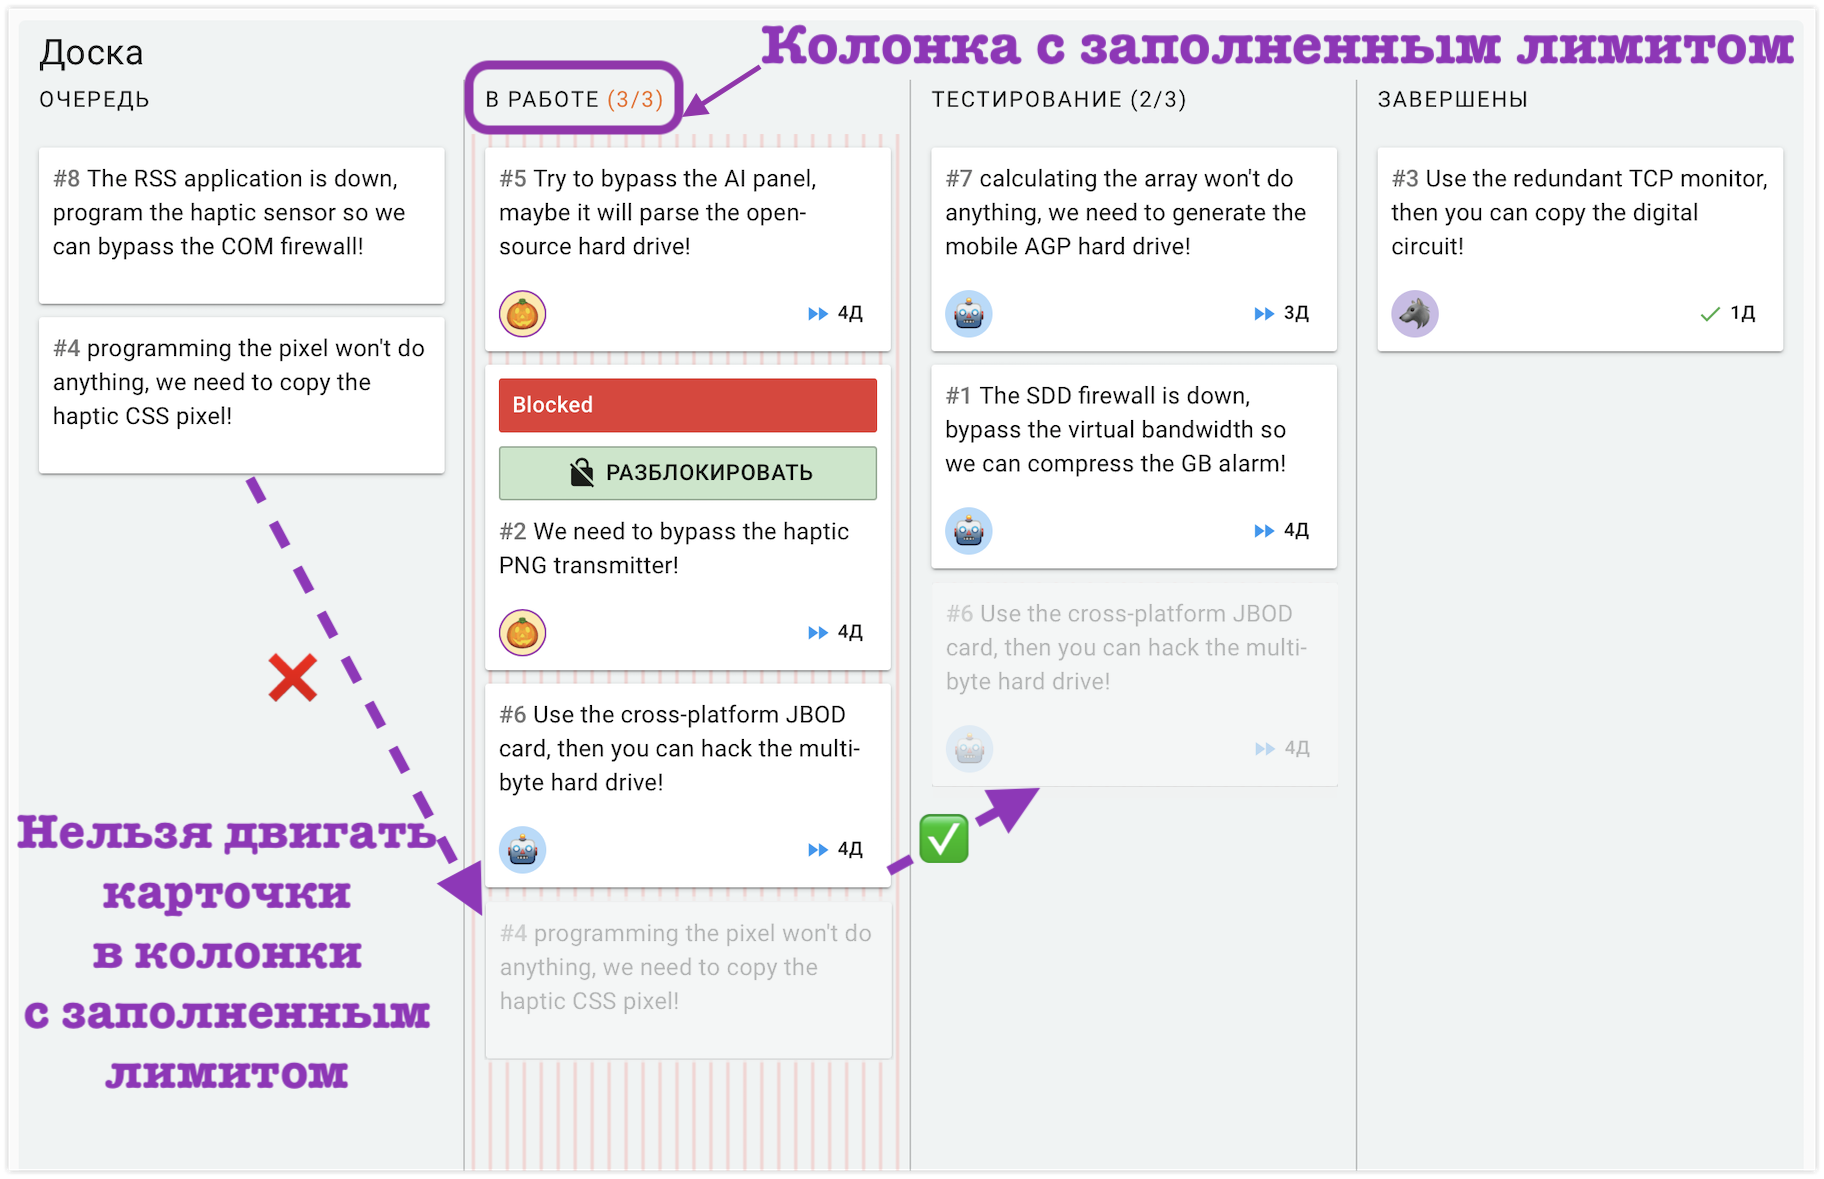 Доска
Колонка с заполненным лимитом
ОЧЕРЕДЬ
#8 The RSS application is down,
program the haptic sensor so we
can bypass the COM firewall!
#4 programming the pixel won't do
anything, we need to copy the
haptic CSS pixel!
Нельзя двигать
карточки
в колонки
с заполненным
лимитом
В РАБОТЕ (3/3)
#5 Try to bypass the AI panel,
maybe it will parse the open-
source hard drive!
4Д
Blocked
РАЗБЛОКИРОВАТЬ
#2 We need to bypass the haptic
PNG transmitter!
4Д
#6 Use the cross-platform JBOD
card, then you can hack the multi-
byte hard drive!
4Д
#4 programming the pixel won't do
anything, we need to copy the
haptic CSS pixel!
ТЕСТИРОВАНИЕ (2/3)
#7 calculating the array won't do
anything, we need to generate the
mobile AGP hard drive!
3Д
#1 The SDD firewall is down,
bypass the virtual bandwidth so
we can compress the GB alarm!
4Д
#6 Use the cross-platform JBOD
card, then you can hack the multi-
byte hard drive!
4Д
ЗАВЕРШЕНЫ
#3 Use the redundant TCP monitor,
then you can copy the digital
circuit!
1Д